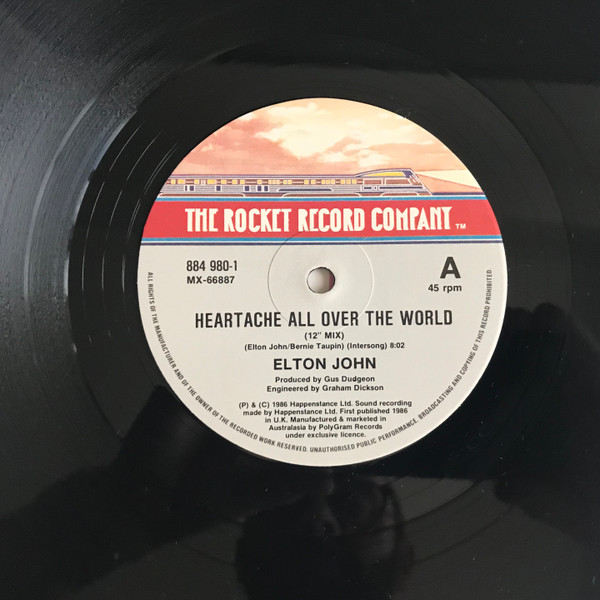 THE ROCKET RECORD COMPANY ™
884 980-1
MX-66887
A
45 rpm
HEARTACHE ALL OVER THE WORLD
(12" MIX)
(Elton John/Bernie Taupin) (Intersong) 8:02
ELTON JOHN
Produced by Gus Dudgeon
Engineered by Graham Dickson
(P) & (C) 1986 Happenstance Ltd. Sound recording
made by Happenstance Ltd. First published 1986
in U.K. Manufactured & marketed in
Australasia by PolyGram Records
under exclusive licence.
ALL RIGHTS OF THE MANUFACTURER AND OF THE OWNER OF THE RECORDED WORK RESERVED. UNAUTHORISED PUBLIC PERFORMANCE, BROADCASTING AND COPYING OF THIS RECORD PROHIBITED.